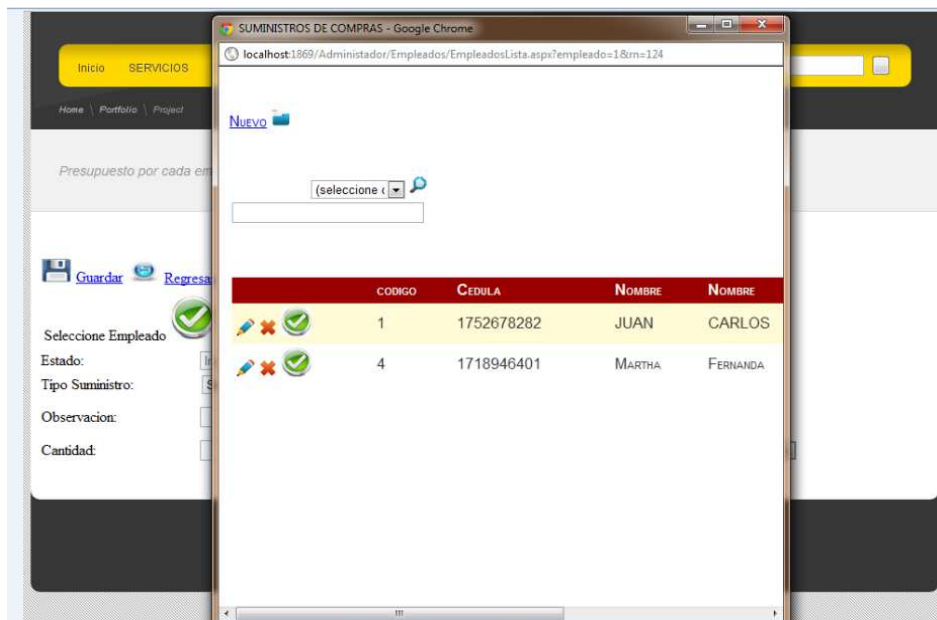 SUMINISTROS DE COMPRAS - Google Chrome
localhost:1869/Administador/Empleados/EmpleadosLista.aspx?empleado=1&rn=124
Inicio SERVICIOS
Home \ Portfolio \ Project
NUEVO
Presupuesto por cada em
(seleccione
Guardar Regresa
CODIGO CEDULA NOMBRE NOMBRE
Seleccione Empleado
1 1752678282 JUAN CARLOS
Estado:
4 1718946401 MARTHA FERNANDA
Tipo Suministro:
Observacion:
Cantidad: